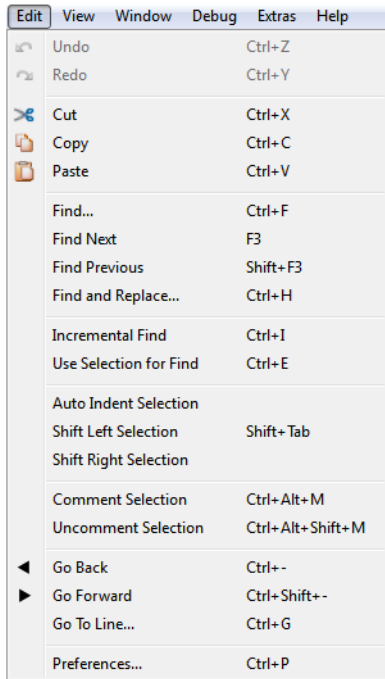 Edit View Window Debug Extras Help
Undo Ctrl+Z
Redo Ctrl+Y
Cut Ctrl+X
Copy Ctrl+C
Paste Ctrl+V
Find... Ctrl+F
Find Next F3
Find Previous Shift+F3
Find and Replace... Ctrl+H
Incremental Find Ctrl+I
Use Selection for Find Ctrl+E
Auto Indent Selection
Shift Left Selection Shift+Tab
Shift Right Selection
Comment Selection Ctrl+Alt+M
Uncomment Selection Ctrl+Alt+Shift+M
Go Back Ctrl+-
Go Forward Ctrl+Shift+-
Go To Line... Ctrl+G
Preferences... Ctrl+P